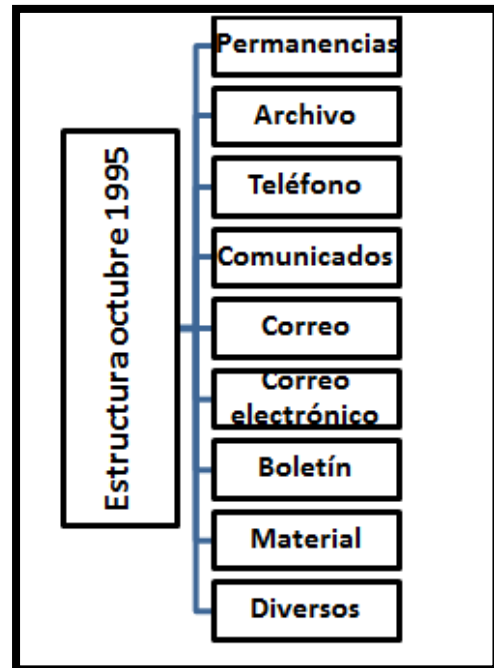 Estructura octubre 1995
Permanencias
Archivo
Teléfono
Comunicados
Correo
Correo
electrónico
Boletín
Material
Diversos